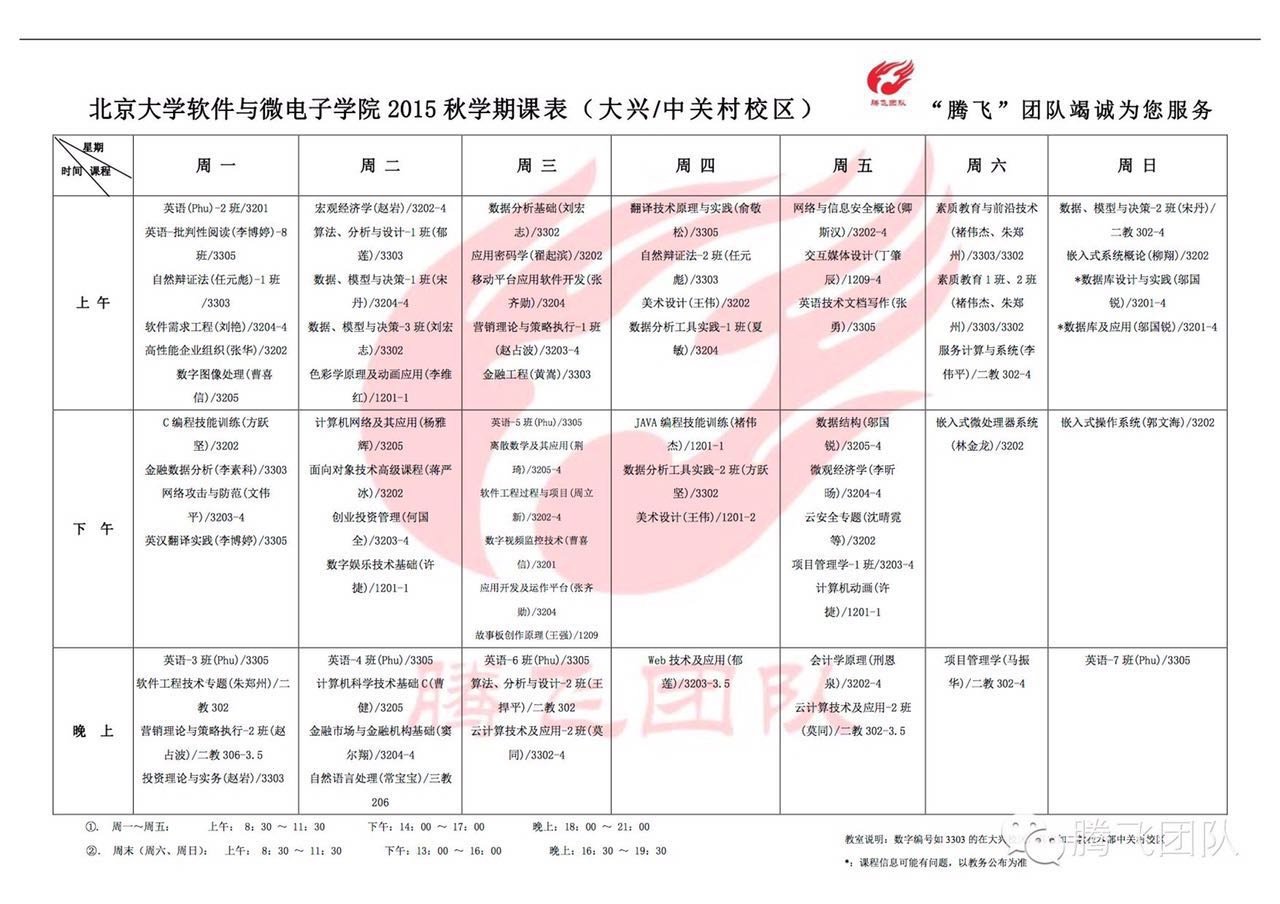 腾飞团队
北京大学软件与微电子学院 2015 秋学期课表（大兴/中关村校区） “腾飞”团队竭诚为您服务
星期
时间 课程
周 一
周 二
周 三
周 四
周 五
周 六
周 日
上 午
英语(Phu)-2 班/3201
英语-批判性阅读(李博婷)-8
班/3305
自然辩证法(任元彪)-1 班
/3303
软件需求工程(刘艳)/3204-4
高性能企业组织(张华)/3202
数字图像处理(曹喜
信)/3205
宏观经济学(赵岩)/3202-4
算法、分析与设计-1 班(郁
莲)/3303
数据、模型与决策-1 班(宋
丹)/3204-4
数据、模型与决策-3 班(刘宏
志)/3302
色彩学原理及动画应用(李维
红)/1201-1
数据分析基础(刘宏
志)/3302
应用密码学(翟起滨)/3202
移动平台应用软件开发(张
齐勋)/3204
营销理论与策略执行-1 班
(赵占波)/3203-4
金融工程(黄嵩)/3303
翻译技术原理与实践(俞敬
松)/3305
自然辩证法-2 班(任元
彪)/3303
美术设计(王伟)/3202
数据分析工具实践-1 班(夏
敏)/3204
网络与信息安全概论(卿
斯汉)/3202-4
交互媒体设计(丁肇
辰)/1209-4
英语技术文档写作(张
勇)/3305
素质教育与前沿技术
(褚伟杰、朱郑
州)/3303/3302
素质教育 1 班、2 班
(褚伟杰、朱郑
州)/3303/3302
服务计算与系统(李
伟平)/二教 302-4
数据、模型与决策-2 班(宋丹)/
二教 302-4
嵌入式系统概论(柳翔)/3202
*数据库设计与实践(邬国
锐)/3201-4
*数据库及应用(邬国锐)/3201-4
下 午
C 编程技能训练(方跃
坚)/3202
金融数据分析(李素科)/3303
网络攻击与防范(文伟
平)/3203-4
英汉翻译实践(李博婷)/3305
计算机网络及其应用(杨雅
辉)/3205
面向对象技术高级课程(蒋严
冰)/3202
创业投资管理(何国
全)/3203-4
数字娱乐技术基础(许
捷)/1201-1
英语-5 班(Phu)/3305
离散数学及其应用(荆
琦)/3205-4
软件工程过程与项目(周立
新)/3202-4
数字视频监控技术(曹喜
信)/3201
应用开发及运作平台(张齐
勋)/3204
故事板创作原理(王强)/1209
JAVA 编程技能训练(褚伟
杰)/1201-1
数据分析工具实践-2 班(方跃
坚)/3302
美术设计(王伟)/1201-2
数据结构(邬国
锐)/3205-4
微观经济学(李昕
旸)/3204-4
云安全专题(沈晴霓
等)/3202
项目管理学-1 班/3203-4
计算机动画(许
捷)/1201-1
嵌入式微处理器系统
(林金龙)/3202
嵌入式操作系统(郭文海)/3202
晚 上
英语-3 班(Phu)/3305
软件工程技术专题(朱郑州)/二
教 302
营销理论与策略执行-2 班(赵
占波)/二教 306-3.5
投资理论与实务(赵岩)/3303
英语-4 班(Phu)/3305
计算机科学技术基础 C(曹
健)/3205
金融市场与金融机构基础(窦
尔翔)/3204-4
自然语言处理(常宝宝)/三教
206
英语-6 班(Phu)/3305
算法、分析与设计-2 班(王
捍平)/二教 302
云计算技术及应用-2 班(莫
同)/3302-4
Web 技术及应用(郁
莲)/3203-3.5
会计学原理(刑恩
泉)/3202-4
云计算技术及应用-2 班
(莫同)/二教 302-3.5
项目管理学(马振
华)/二教 302-4
英语-7 班(Phu)/3305
腾飞团队
①. 周一～周五： 上午： 8：30 ～ 11：30 下午：14：00 ～ 17：00 晚上：18：00 ～ 21：00
②. 周末（周六、周日）： 上午： 8：30 ～ 11：30 下午：13：00 ～ 16：00 晚上：16：30 ～ 19：30
教室说明：数字编号如 3303 的在大兴校 部中关村校区
*：课程信息可能有问题，以教务公布为准
腾飞团队